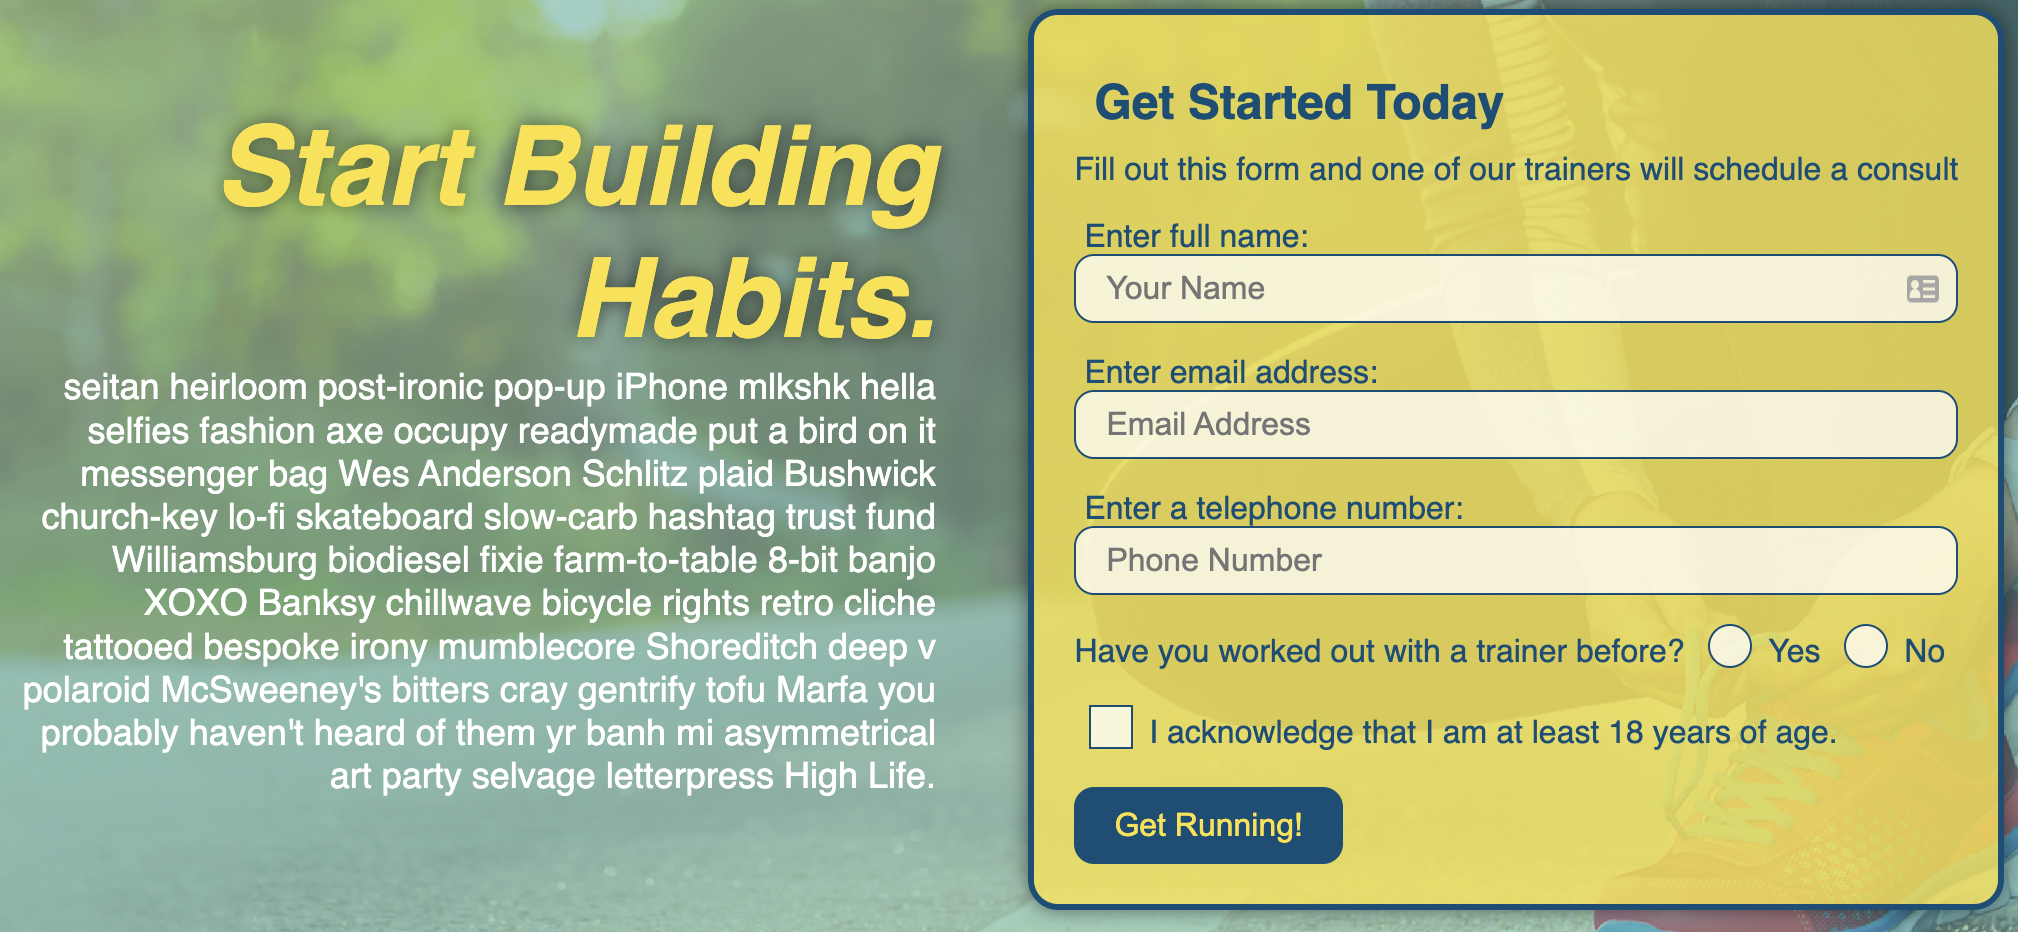 Start Building
Habits.
seitan heirloom post-ironic pop-up iPhone mlkshk hella
selfies fashion axe occupy readymade put a bird on it
messenger bag Wes Anderson Schlitz plaid Bushwick
church-key lo-fi skateboard slow-carb hashtag trust fund
Williamsburg biodiesel fixie farm-to-table 8-bit banjo
XOXO Banksy chillwave bicycle rights retro cliche
tattooed bespoke irony mumblecore Shoreditch deep v
polaroid McSweeney's bitters cray gentrify tofu Marfa you
probably haven't heard of them yr banh mi asymmetrical
art party selvage letterpress High Life.
Get Started Today
Fill out this form and one of our trainers will schedule a consult
Enter full name:
Your Name
Enter email address:
Email Address
Enter a telephone number:
Phone Number
Have you worked out with a trainer before? Yes No
I acknowledge that I am at least 18 years of age.
Get Running!